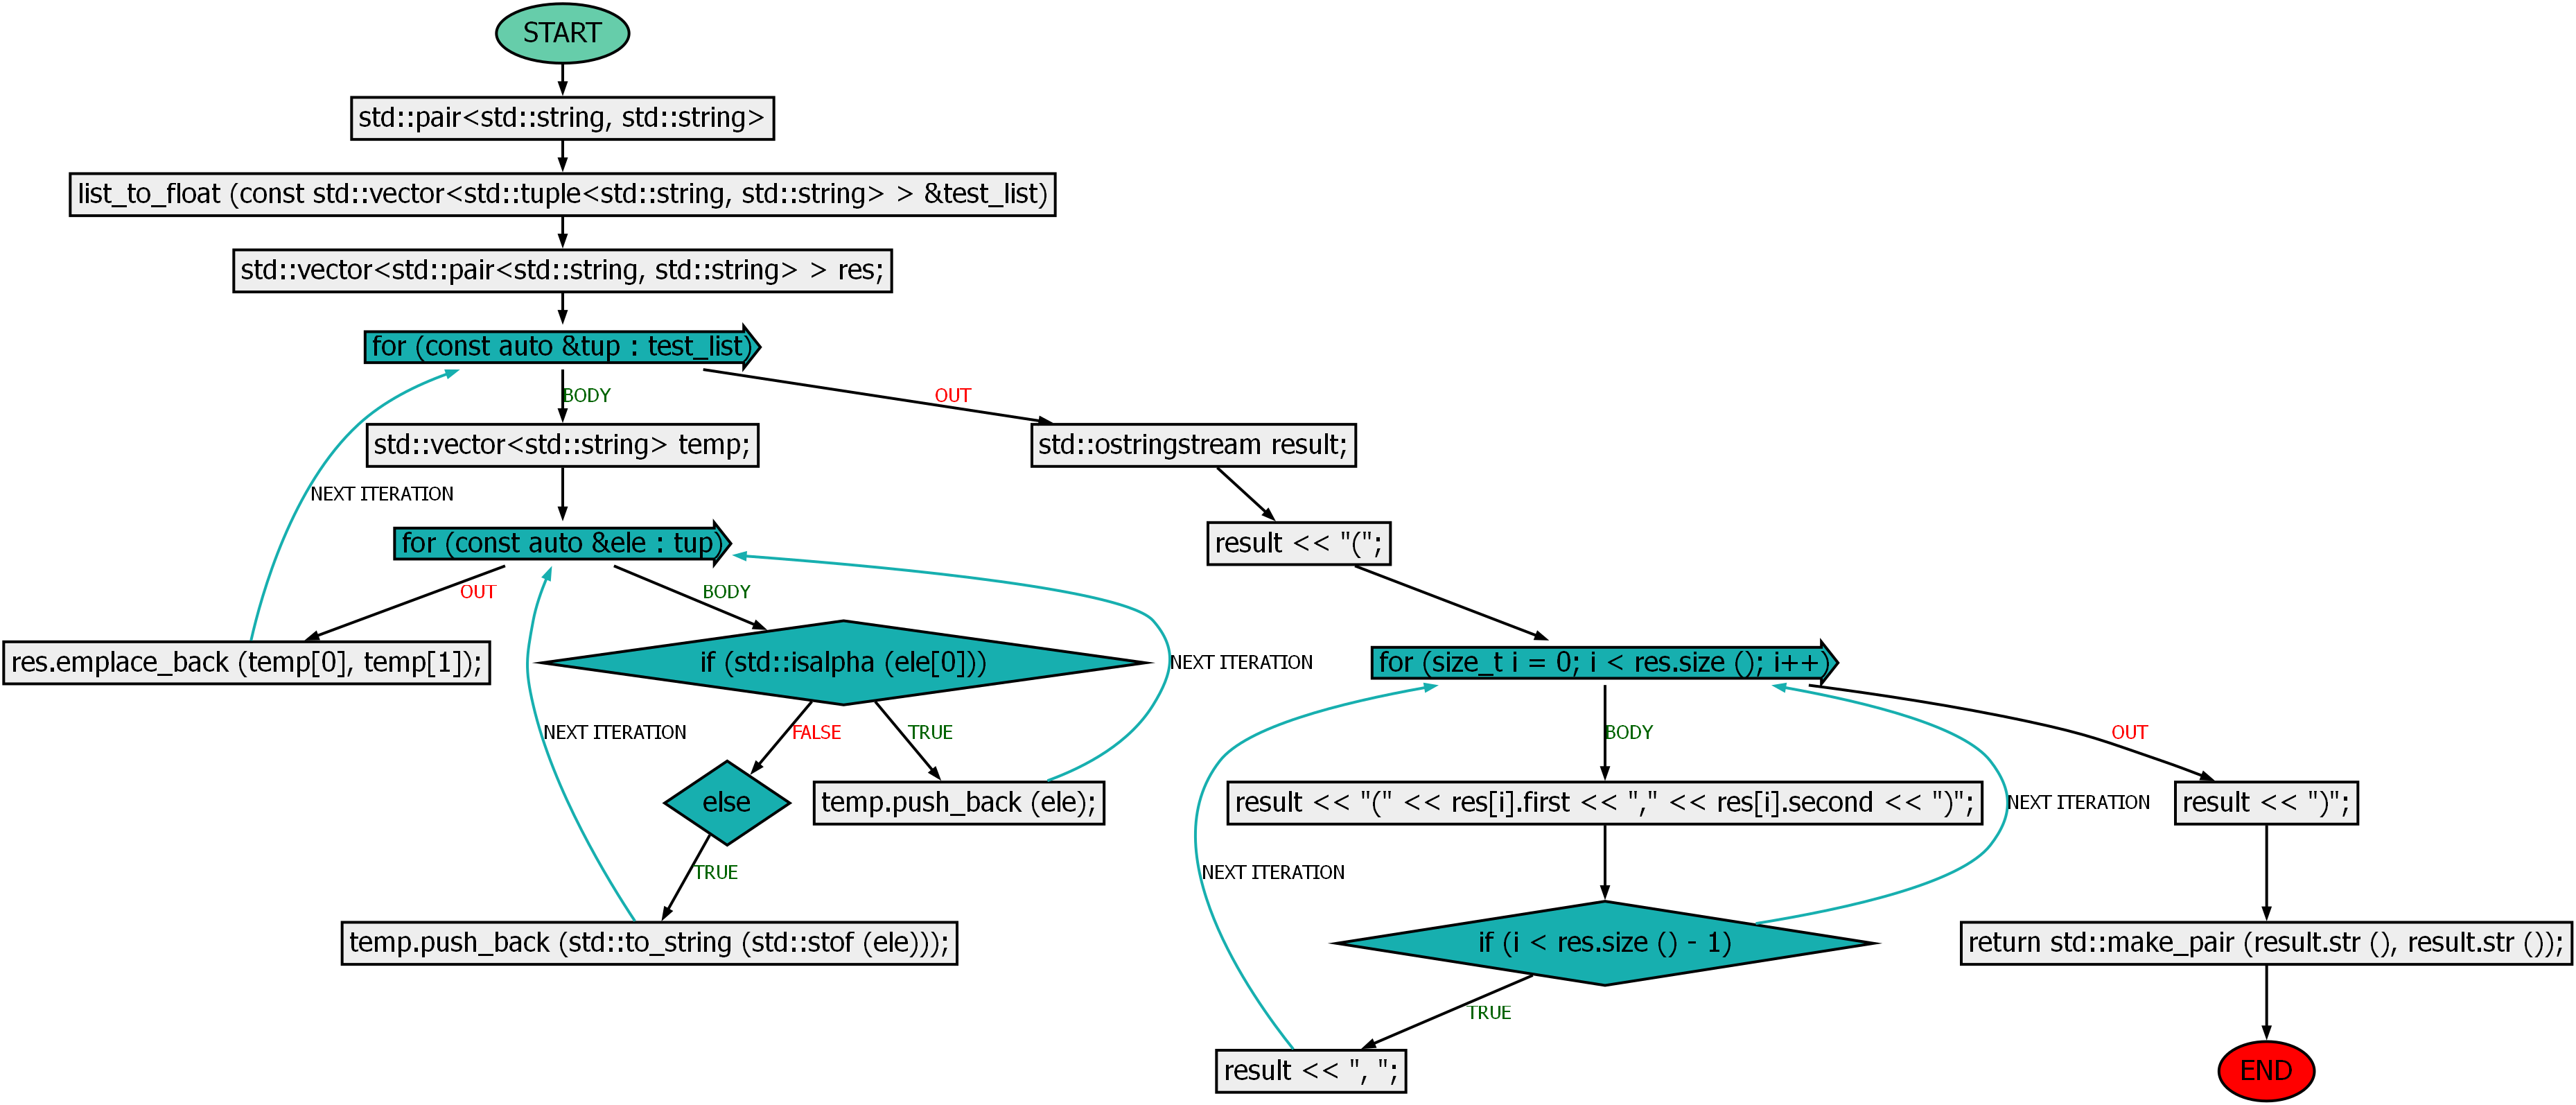 START
std::pair<std::string, std::string>
list_to_float (const std::vector<std::tuple<std::string, std::string> > &test_list)
std::vector<std::pair<std::string, std::string> > res;
for (const auto &tup : test_list)
BODY
OUT
std::vector<std::string> temp;
std::ostringstream result;
NEXT ITERATION
for (const auto &ele : tup)
result << "(";
OUT
BODY
res.emplace_back (temp[0], temp[1]);
if (std::isalpha (ele[0]))
NEXT ITERATION
for (size_t i = 0; i < res.size (); i++)
NEXT ITERATION
FALSE
TRUE
BODY
OUT
else
temp.push_back (ele);
result << "(" << res[i].first << "," << res[i].second << ")";
NEXT ITERATION
result << ")";
TRUE
NEXT ITERATION
temp.push_back (std::to_string (std::stof (ele)));
if (i < res.size () - 1)
return std::make_pair (result.str (), result.str ());
TRUE
result << ", ";
END